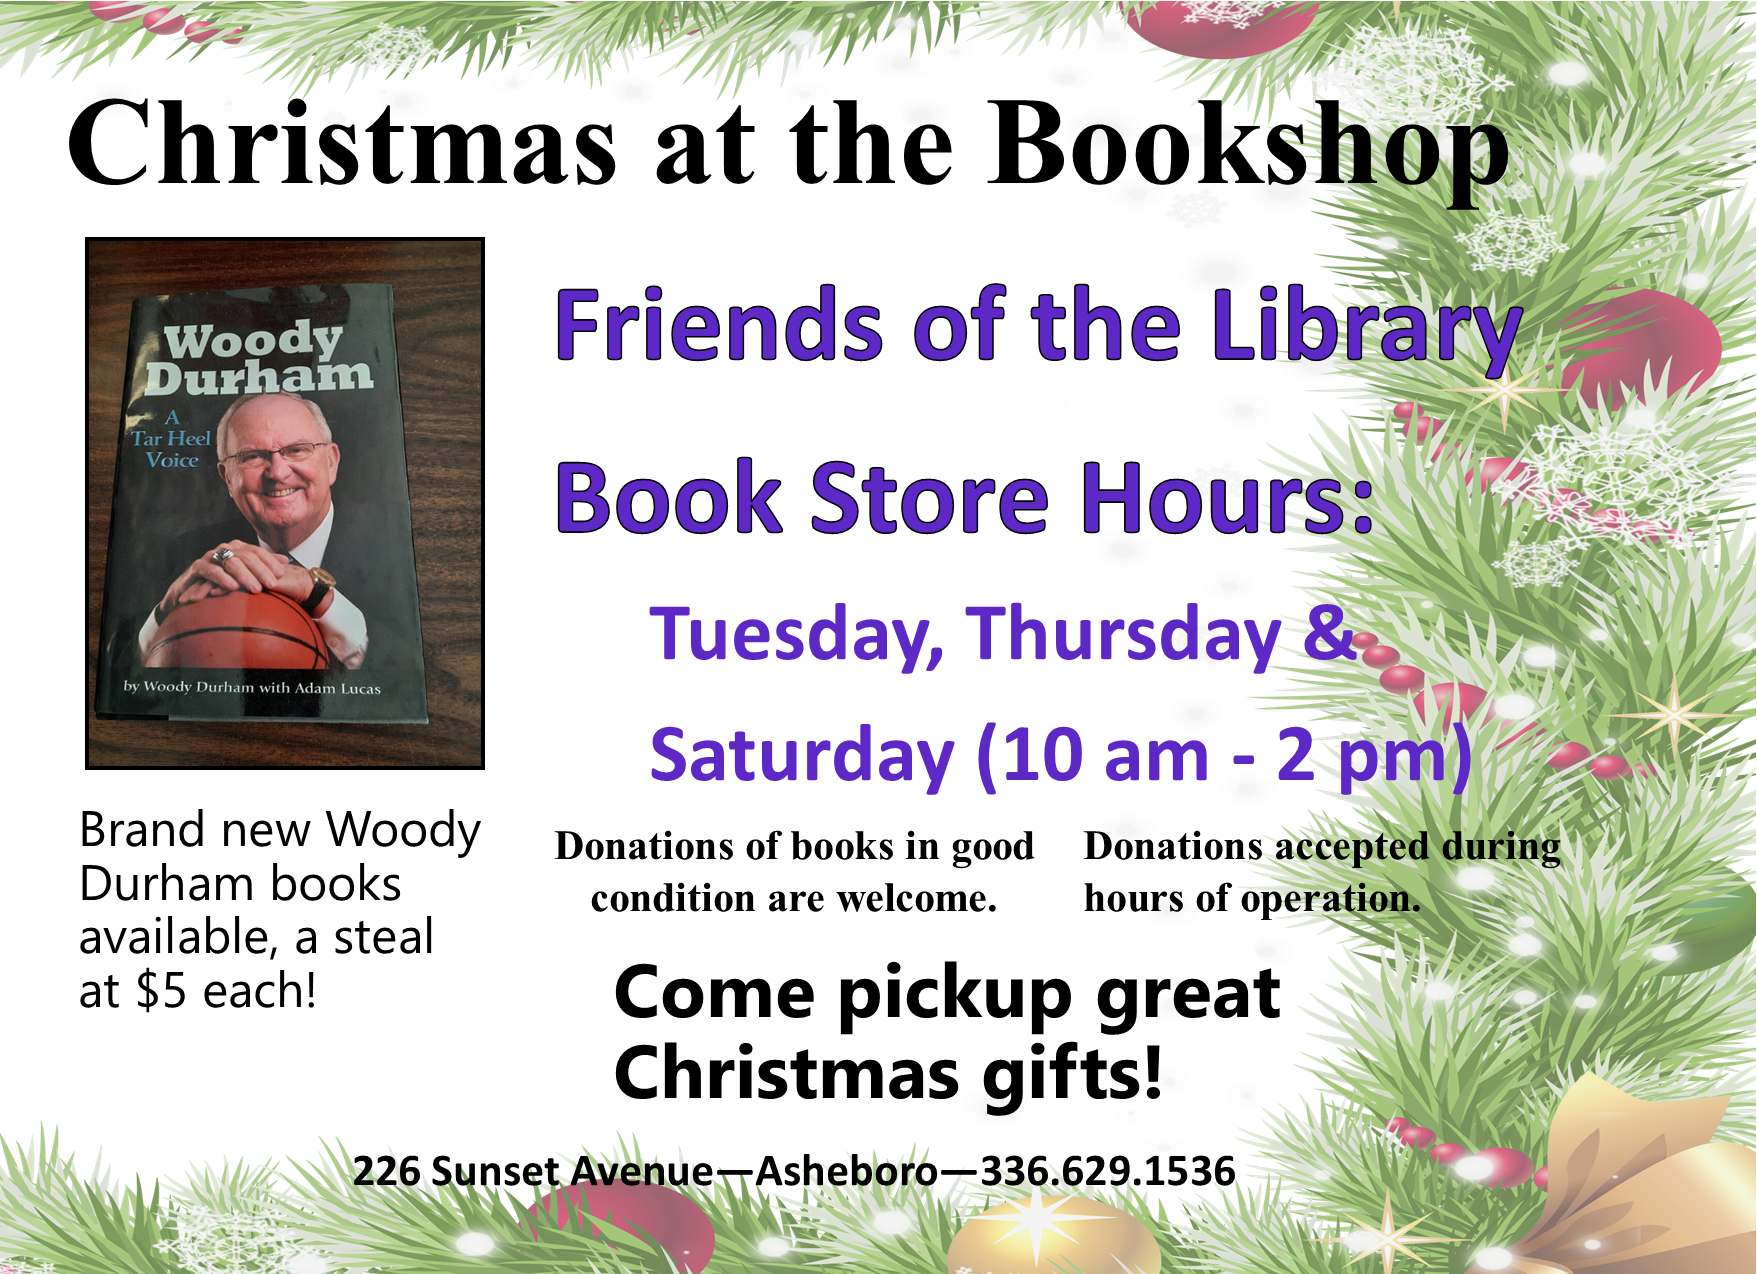 Christmas at the Bookshop
Woody
Durham
A
Tar Heel
Voice
by Woody Durham with Adam Lucas
Brand new Woody
Durham books
available, a steal
at $5 each!
Friends of the Library
Book Store Hours:
Tuesday, Thursday &
Saturday (10 am - 2 pm)
Donations of books in good
condition are welcome.
Donations accepted during
hours of operation.
Come pickup great
Christmas gifts!
226 Sunset Avenue—Asheboro—336.629.1536